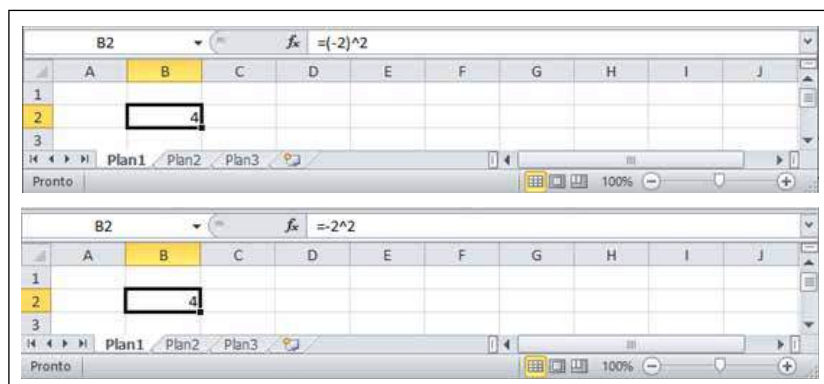 B2 fx =(-2)^2
A B C D E F G H I J
1
2 4
3
Plan1 Plan2 Plan3
Pronto 100%
B2 fx =-2^2
A B C D E F G H I J
1
2 4
3
Plan1 Plan2 Plan3
Pronto 100%